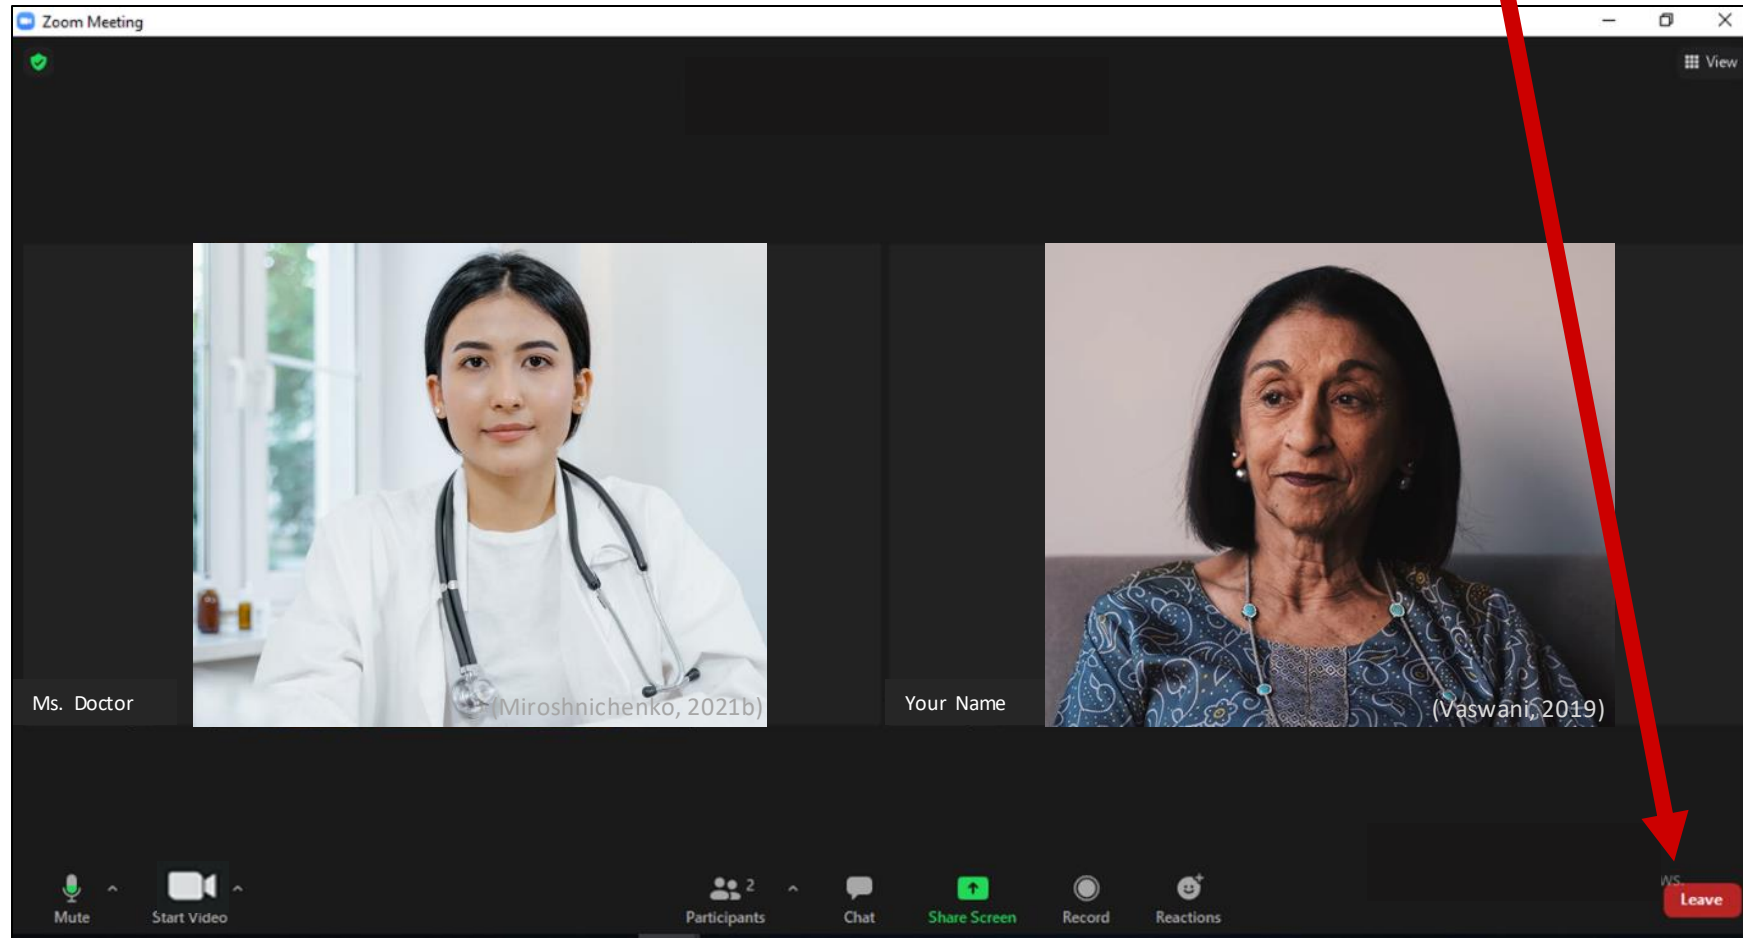 Zoom Meeting
View
Ms. Doctor
(Miroshnichenko, 2021b)
Your Name
(Vaswani, 2019)
2
ws.
Mute
Start Video
Participants
Chat
Share Screen
Record
Reactions
Leave